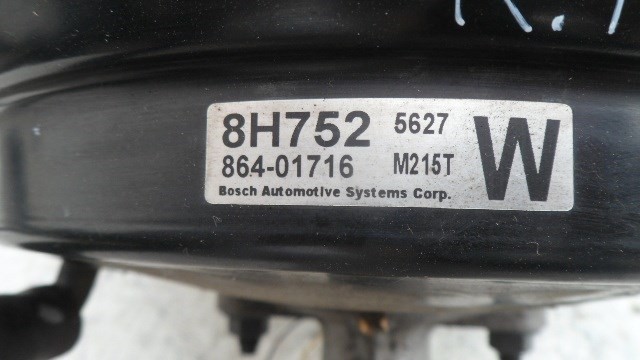 8H752 5627 W
864-01716 M215T
Bosch Automotive Systems Corp.